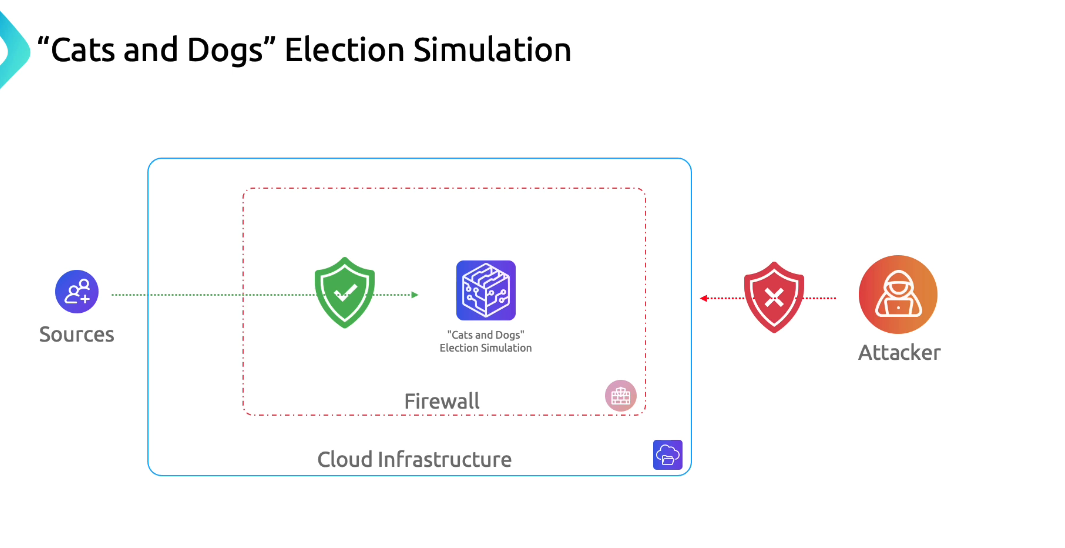 “Cats and Dogs” Election Simulation
Sources
"Cats and Dogs"
Election Simulation
Attacker
Firewall
Cloud Infrastructure